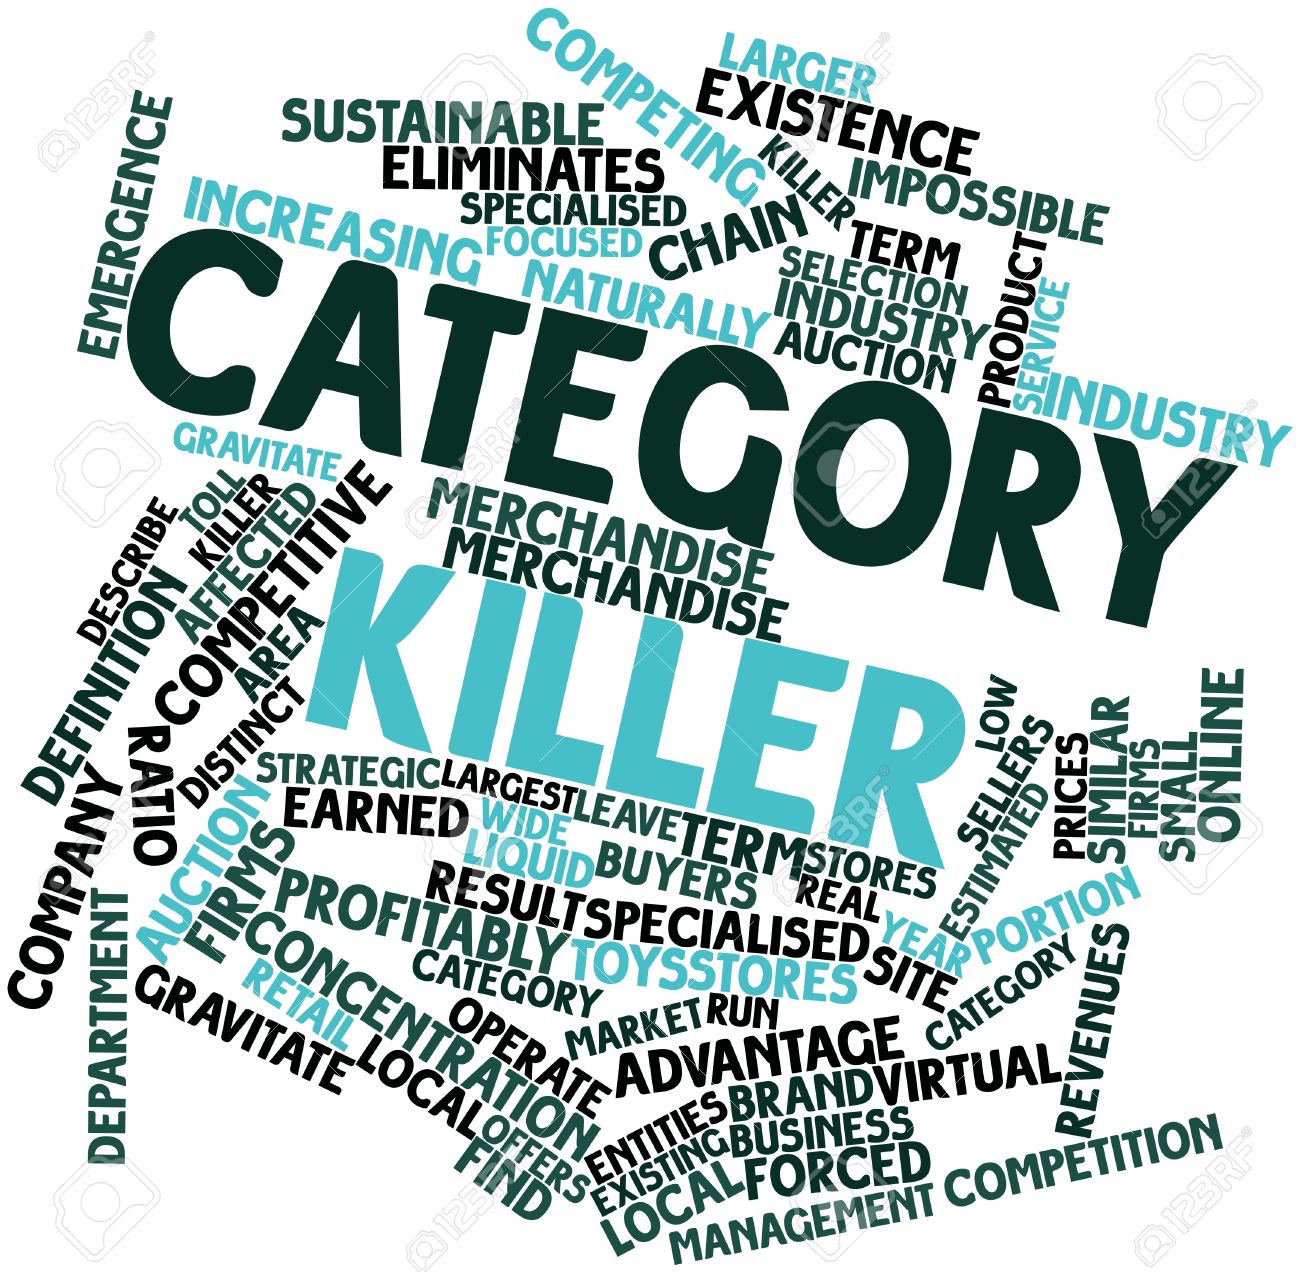 COMPETING
LARGER
EXISTENCE
SUSTAINABLE
ELIMINATES
KILLER
IMPOSSIBLE
EMERGENCE
SPECIALISED
INCREASING
FOCUSED
CHAIN
TERM
NATURALLY
SELECTION
INDUSTRY
AUCTION
PRODUCT
SERVICE
INDUSTRY
CATEGORY
GRAVITATE
TOLL
KILLER
AFFECTED
COMPETITIVE
MERCHANDISE
MERCHANDISE
DESCRIBE
DEFINITION
AREA
KILLER
DISTINCT
RATIO
COMPANY
STRATEGIC
LARGEST
LEAVE
TERM
STORES
EARNED
WIDE
LIQUID
BUYERS
REAL
LOW
SELLERS
ESTIMATED
PRICES
SIMILAR
FIRMS
SMALL
ONLINE
AUCTION
FIRMS
PROFITABLY
RESULT
SPECIALISED
YEAR
PORTION
DEPARTMENT
GRAVITATE
RETAIL
CONCENTRATION
CATEGORY
TOYS
STORES
SITE
CATEGORY
REVENUES
LOCAL
OPERATE
MARKET
RUN
ADVANTAGE
BRAND
VIRTUAL
OFFERS
FIND
ENTITIES
EXISTING
BUSINESS
LOCAL
FORCED
MANAGEMENT
COMPETITION
123RF